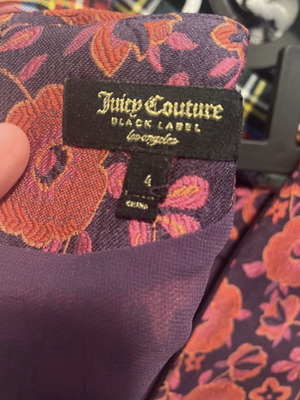 Juicy Couture
BLACK LABEL
los angeles
4
CHINA